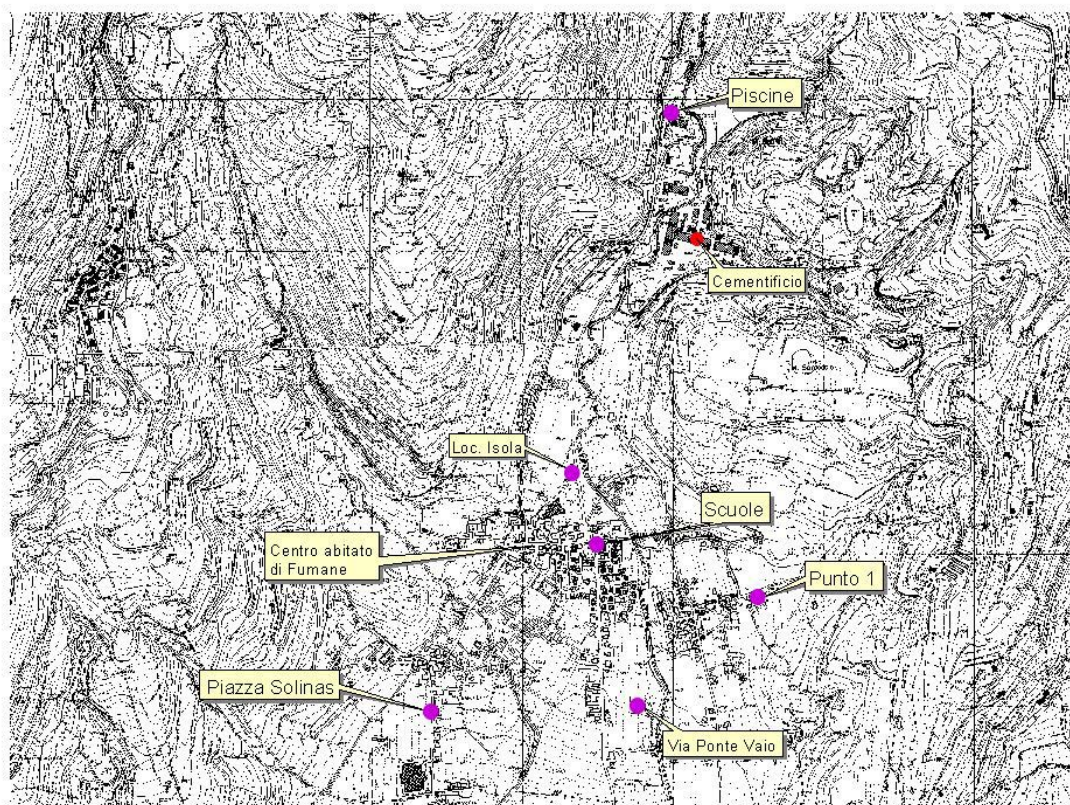 Piscine
Cementificio
Loc. Isola
Scuole
Centro abitato
di Fumane
Punto 1
Piazza Solinas
Via Ponte Vaio